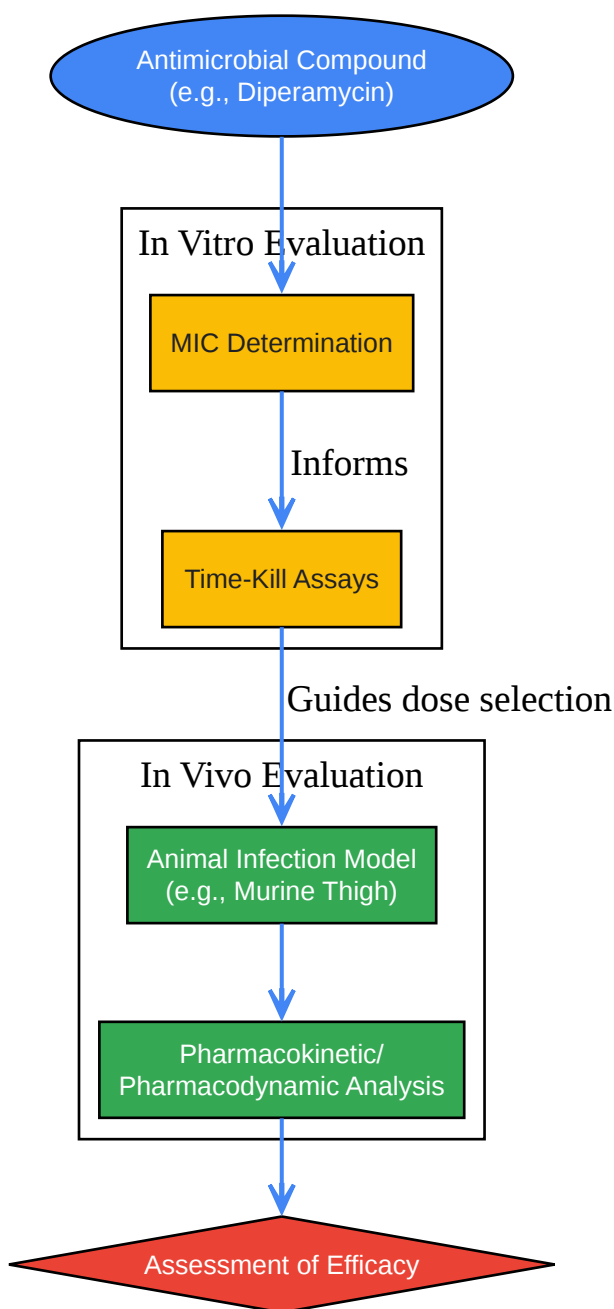 Antimicrobial Compound
(e.g., Diperamycin)
In Vitro Evaluation
MIC Determination
Informs
Time-Kill Assays
Guides dose selection
In Vivo Evaluation
Animal Infection Model
(e.g., Murine Thigh)
Pharmacokinetic/
Pharmacodynamic Analysis
Assessment of Efficacy